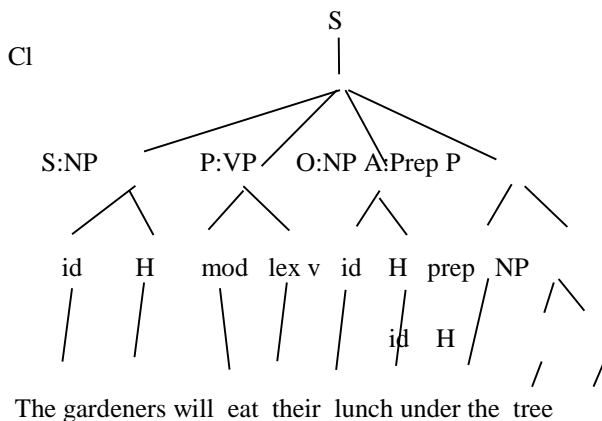 S
Cl
S:NP P:VP O:NP A:Prep P
id H mod lex v id H prep NP
id H
The gardeners will eat their lunch under the tree